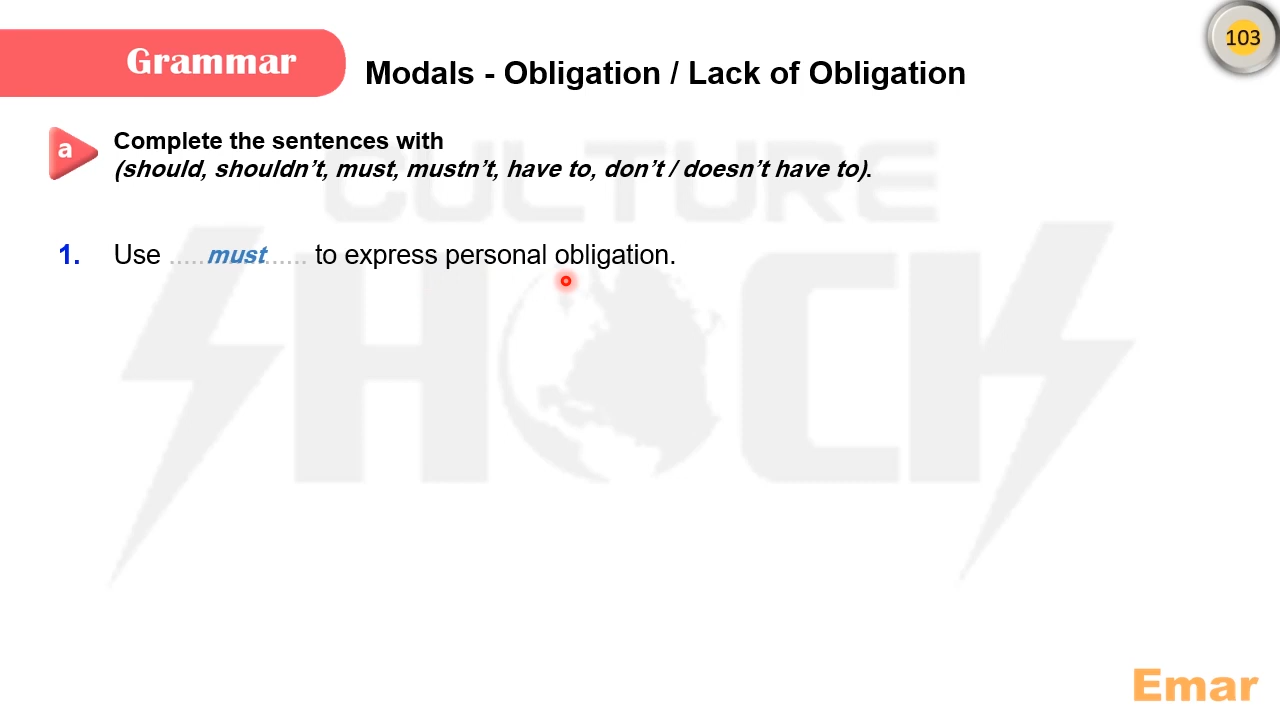 103
Grammar
Modals - Obligation / Lack of Obligation
a
Complete the sentences with
(should, shouldn’t, must, mustn’t, have to, don’t / doesn’t have to).
1. Use .....must...... to express personal obligation.
CULTURE
SHOCK
Emar